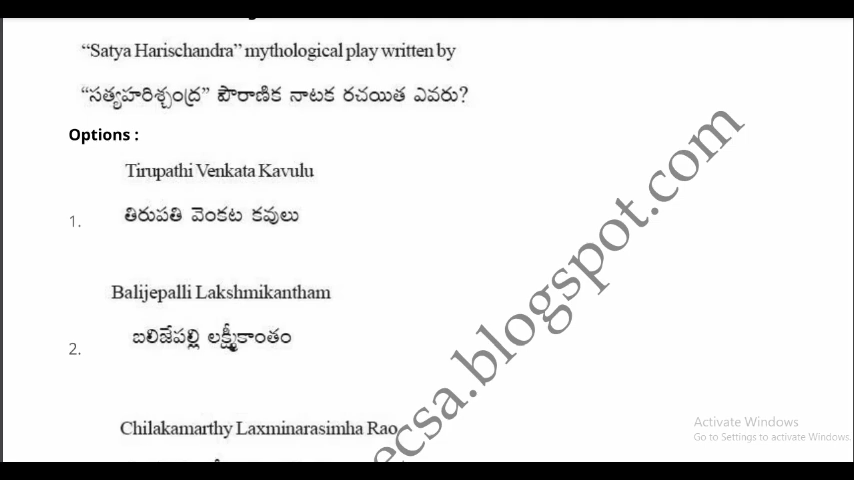 “Satya Harischandra” mythological play written by
“సత్యహరిశ్చంద్ర” పౌరాణిక నాటక రచయిత ఎవరు?
Options :
Tirupathi Venkata Kavulu
1. తిరుపతి వెంకట కవులు
Balijepalli Lakshmikantham
2. బలిజేపల్లి లక్ష్మీకాంతం
Chilakamarthy Laxminarasimha Rao
ecsa.blogspot.com
Activate Windows
Go to Settings to activate Windows.